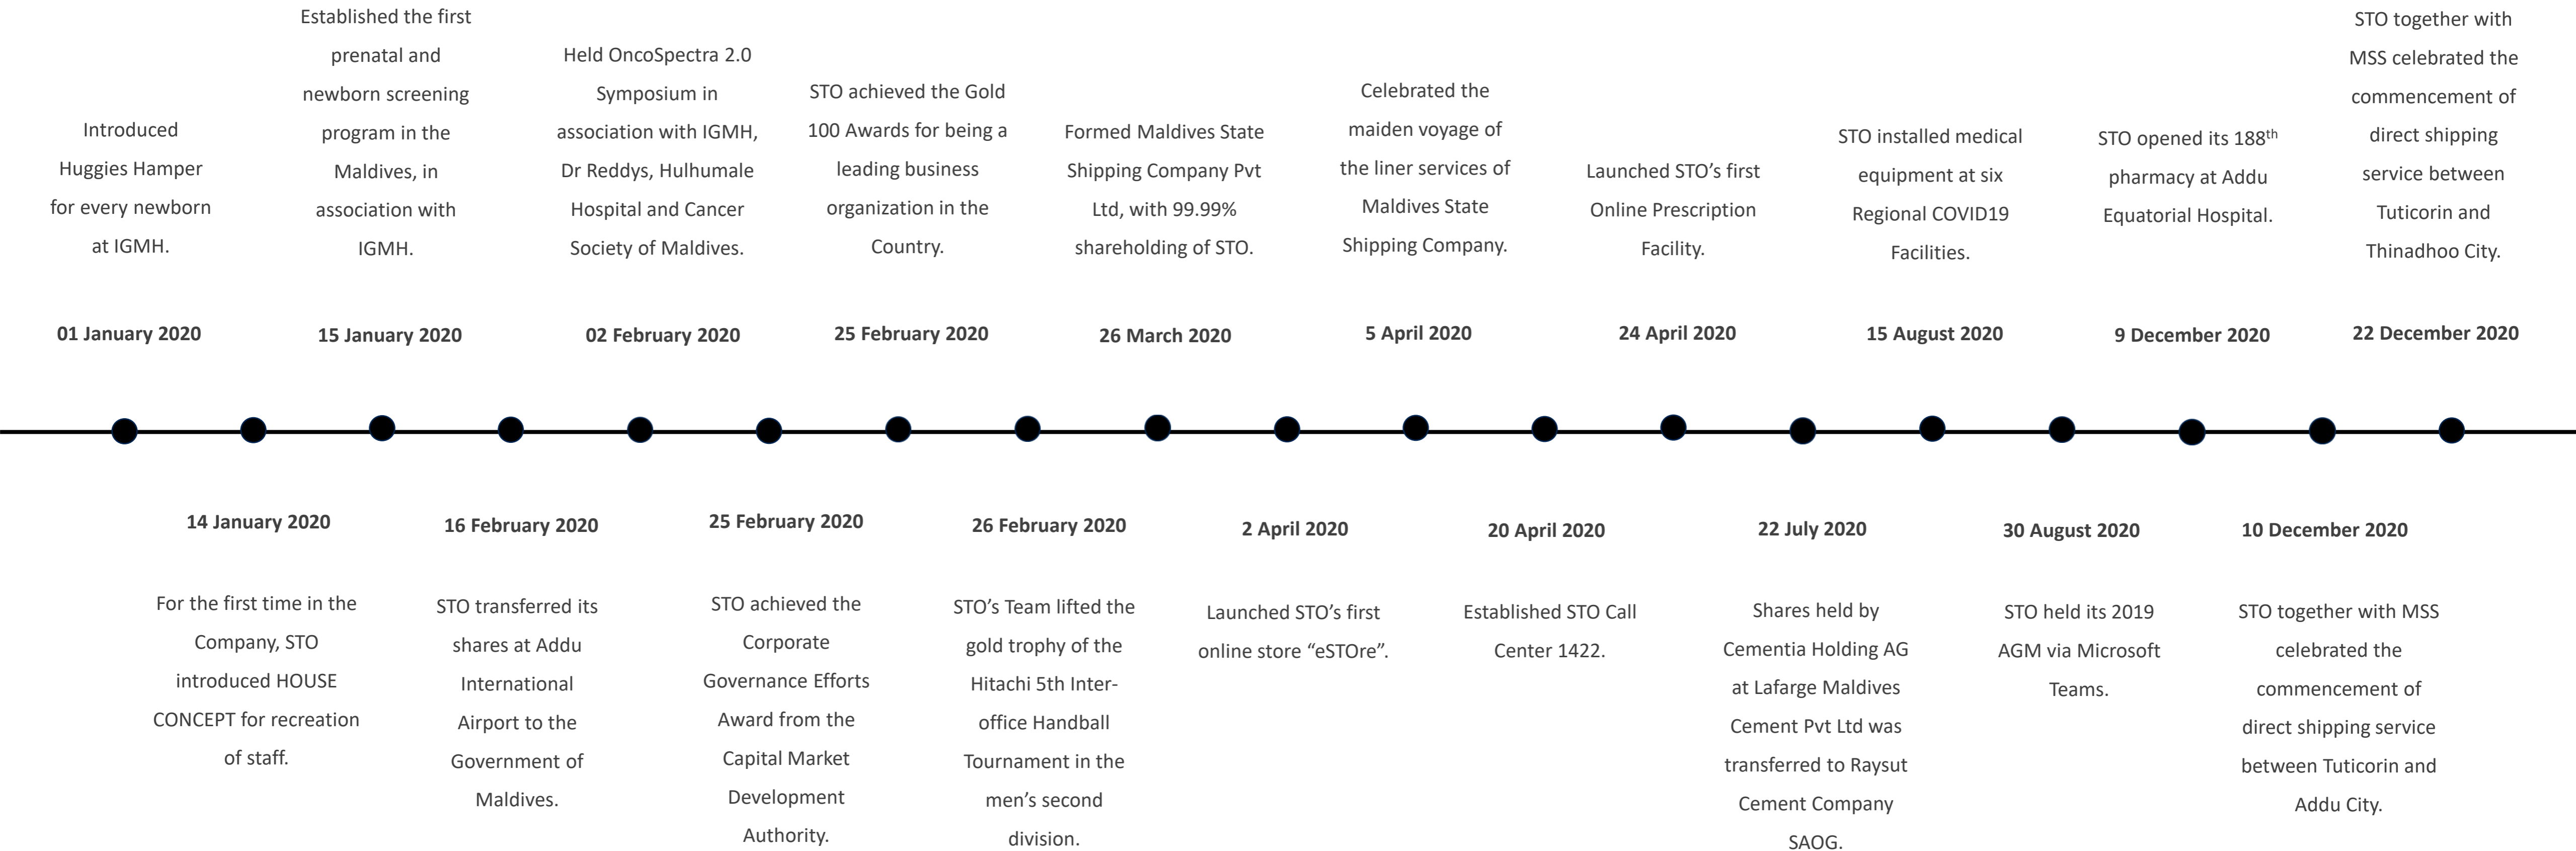 Introduced
Huggies Hamper
for every newborn
at IGMH.
01 January 2020
Established the first
prenatal and
newborn screening
program in the
Maldives, in
association with
IGMH.
15 January 2020
Held OncoSpectra 2.0
Symposium in
association with IGMH,
Dr Reddys, Hulhumale
Hospital and Cancer
Society of Maldives.
02 February 2020
STO achieved the Gold
100 Awards for being a
leading business
organization in the
Country.
25 February 2020
Formed Maldives State
Shipping Company Pvt
Ltd, with 99.99%
shareholding of STO.
26 March 2020
Celebrated the
maiden voyage of
the liner services of
Maldives State
Shipping Company.
5 April 2020
Launched STO’s first
Online Prescription
Facility.
24 April 2020
STO installed medical
equipment at six
Regional COVID19
Facilities.
15 August 2020
STO opened its 188th
pharmacy at Addu
Equatorial Hospital.
9 December 2020
STO together with
MSS celebrated the
commencement of
direct shipping
service between
Tuticorin and
Thinadhoo City.
22 December 2020
14 January 2020
For the first time in the
Company, STO
introduced HOUSE
CONCEPT for recreation
of staff.
16 February 2020
STO transferred its
shares at Addu
International
Airport to the
Government of
Maldives.
25 February 2020
STO achieved the
Corporate
Governance Efforts
Award from the
Capital Market
Development
Authority.
26 February 2020
STO’s Team lifted the
gold trophy of the
Hitachi 5th Inter-
office Handball
Tournament in the
men’s second
division.
2 April 2020
Launched STO’s first
online store “eSTOre”.
20 April 2020
Established STO Call
Center 1422.
22 July 2020
Shares held by
Cementia Holding AG
at Lafarge Maldives
Cement Pvt Ltd was
transferred to Raysut
Cement Company
SAOG.
30 August 2020
STO held its 2019
AGM via Microsoft
Teams.
10 December 2020
STO together with MSS
celebrated the
commencement of
direct shipping service
between Tuticorin and
Addu City.